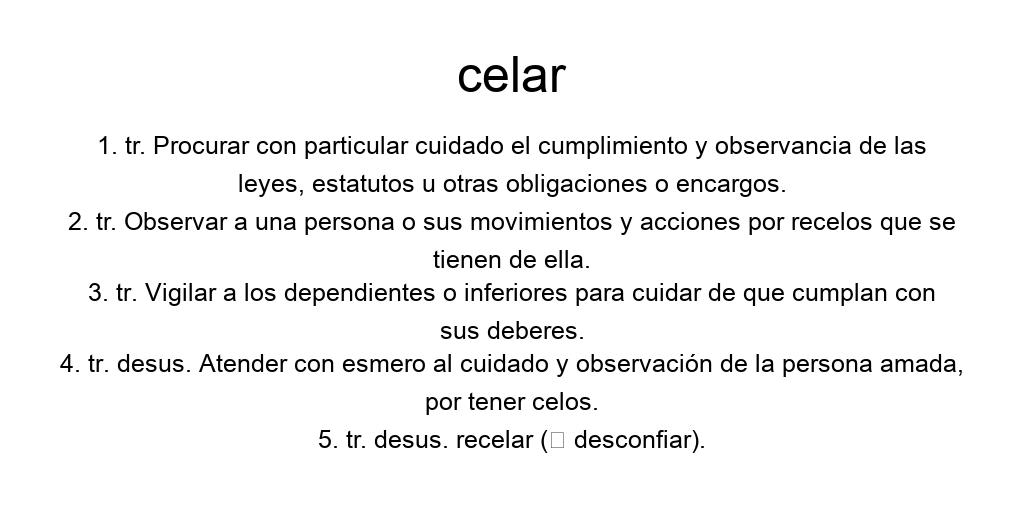 celar
1. tr. Procurar con particular cuidado el cumplimiento y observancia de las
leyes, estatutos u otras obligaciones o encargos.
2. tr. Observar a una persona o sus movimientos y acciones por recelos que se
tienen de ella.
3. tr. Vigilar a los dependientes o inferiores para cuidar de que cumplan con
sus deberes.
4. tr. desus. Atender con esmero al cuidado y observación de la persona amada,
por tener celos.
5. tr. desus. recelar (□ desconfiar).